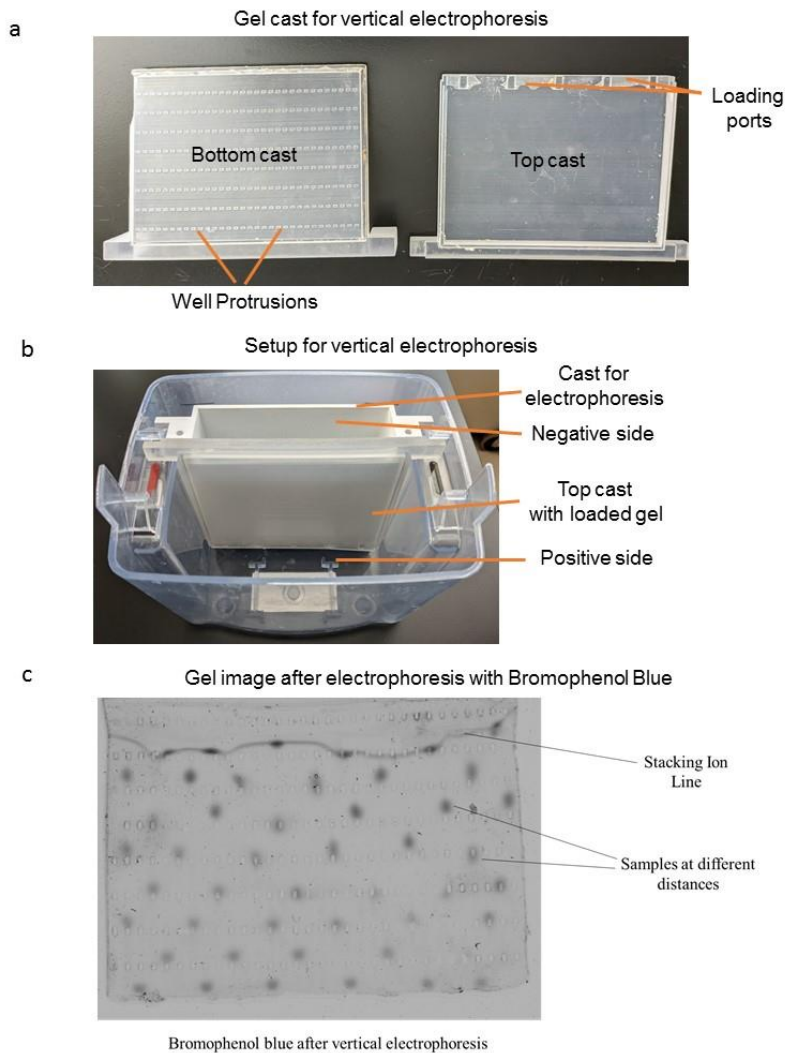 a
Gel cast for vertical electrophoresis
Bottom cast
Top cast
Loading
ports
Well Protrusions
b
Setup for vertical electrophoresis
Cast for
electrophoresis
Negative side
Top cast
with loaded gel
Positive side
c
Gel image after electrophoresis with Bromophenol Blue
Stacking Ion
Line
Samples at different
distances
Bromophenol blue after vertical electrophoresis